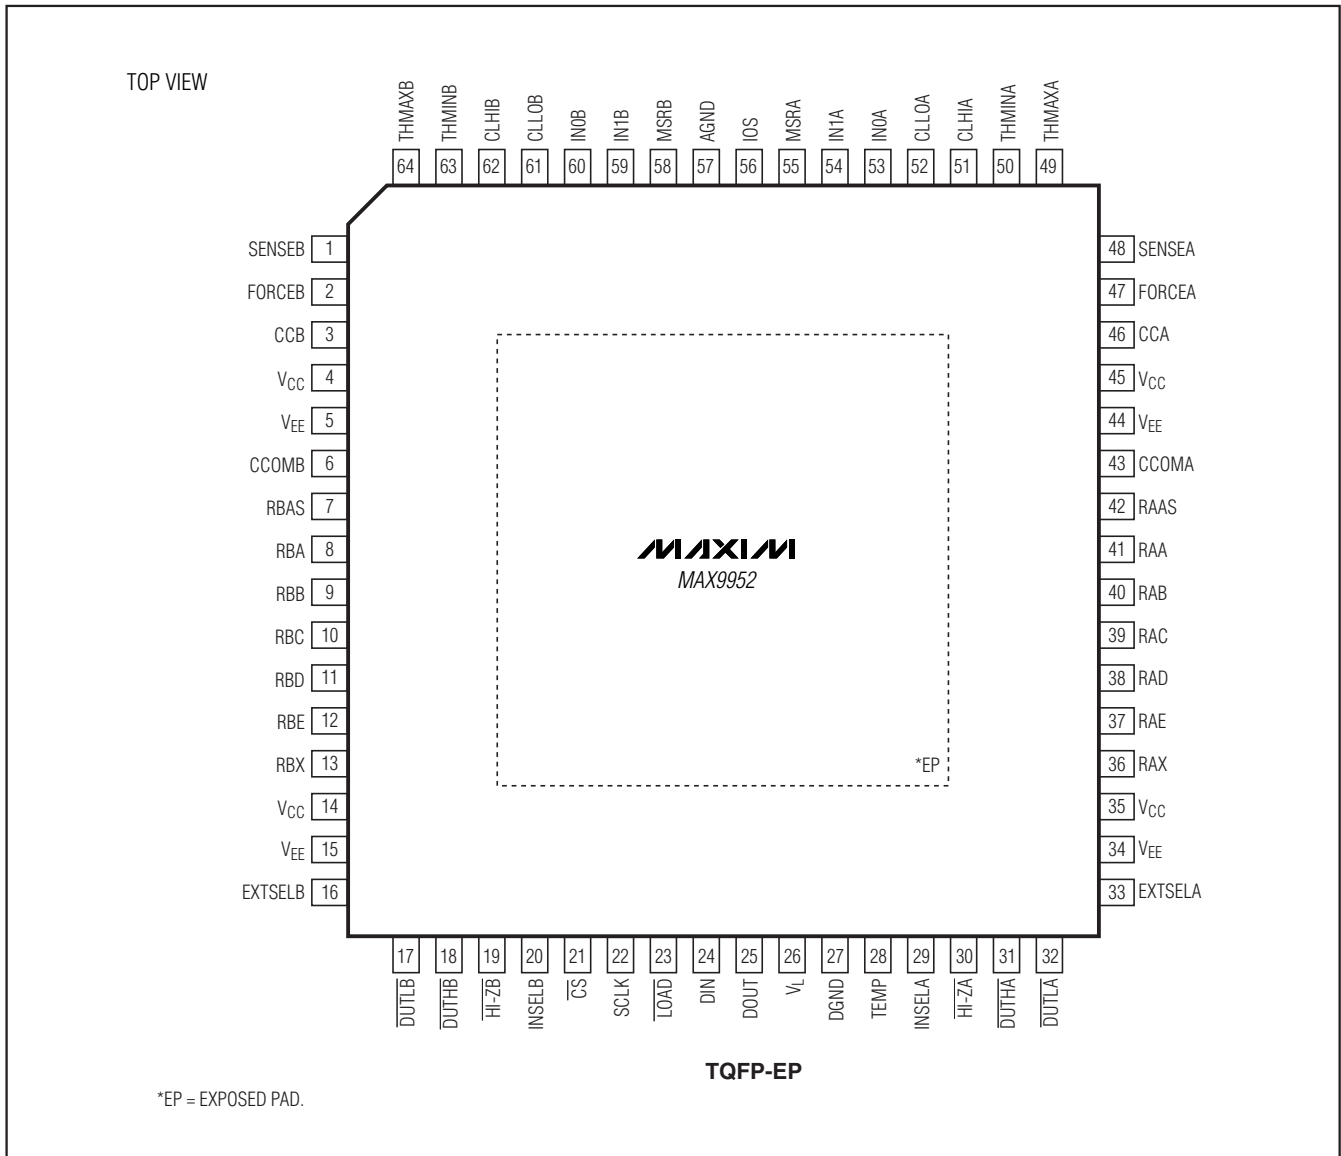 TOP VIEW
THMAXB
THMINB
CLHIB
CLLOB
IN0B
IN1B
MSRB
AGND
IOS
MSRA
IN1A
IN0A
CLLOA
CLHIA
THMINA
THMAXA
64 63 62 61 60 59 58 57 56 55 54 53 52 51 50 49
SENSEB 1
FORCEB 2
CCB 3
VCC 4
VEE 5
CCOMB 6
RBAS 7
RBA 8
RBB 9
RBC 10
RBD 11
RBE 12
RBX 13
VCC 14
VEE 15
EXTSELB 16
48 SENSEA
47 FORCEA
46 CCA
45 VCC
44 VEE
43 CCOMA
42 RAAS
41 RAA
40 RAB
39 RAC
38 RAD
37 RAE
36 RAX
35 VCC
34 VEE
33 EXTSELA
MAXIM
MAX9952
*EP
17 18 19 20 21 22 23 24 25 26 27 28 29 30 31 32
DUTLB
DUTHB
HI-ZB
INSELB
CS
SCLK
LOAD
DIN
DOUT
VL
DGND
TEMP
INSELA
HI-ZA
DUTHA
DUTLA
TQFP-EP
*EP = EXPOSED PAD.